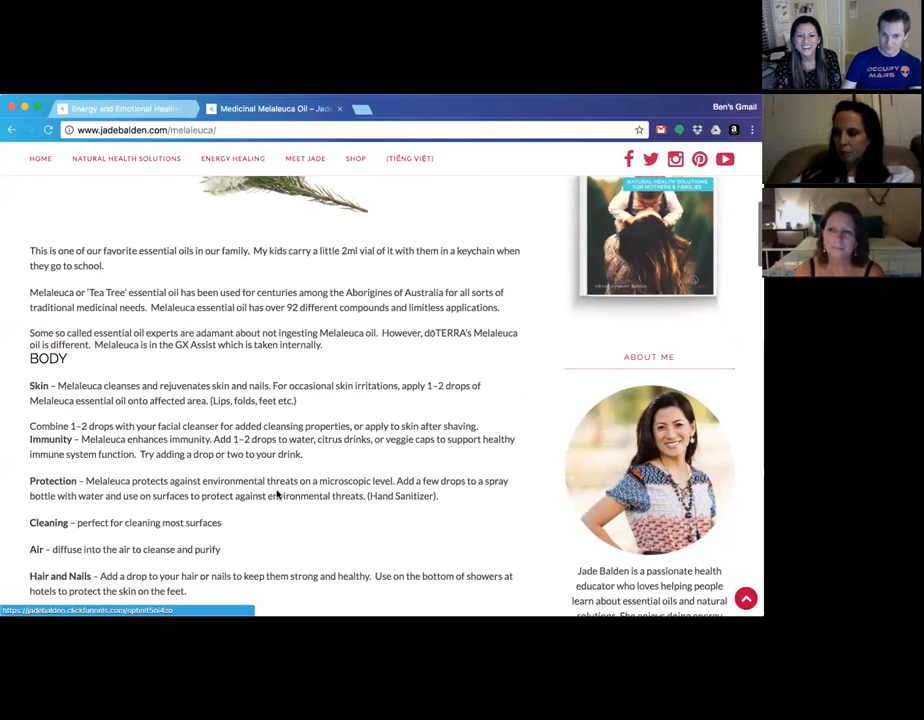 OCCUPY
MARS
Energy and Emotional Healing
Medicinal Melaleuca Oil – Jade
Ben's Gmail
www.jadebalden.com/melaleuca/
HOME NATURAL HEALTH SOLUTIONS ENERGY HEALING MEET JADE SHOP (TIẾNG VIỆT)
NATURAL HEALTH SOLUTIONS
FOR MOTHERS & FAMILIES
This is one of our favorite essential oils in our family. My kids carry a little 2ml vial of it with them in a keychain when
they go to school.
Melaleuca or 'Tea Tree' essential oil has been used for centuries among the Aborigines of Australia for all sorts of
traditional medicinal needs. Melaleuca essential oil has over 92 different compounds and limitless applications.
Some so called essential oil experts are adamant about not ingesting Melaleuca oil. However, dōTERRA's Melaleuca
oil is different. Melaleuca is in the GX Assist which is taken internally.
BODY
Skin – Melaleuca cleanses and rejuvenates skin and nails. For occasional skin irritations, apply 1–2 drops of
Melaleuca essential oil onto affected area. (Lips, folds, feet etc.)
Combine 1–2 drops with your facial cleanser for added cleansing properties, or apply to skin after shaving.
Immunity – Melaleuca enhances immunity. Add 1–2 drops to water, citrus drinks, or veggie caps to support healthy
immune system function. Try adding a drop or two to your drink.
Protection – Melaleuca protects against environmental threats on a microscopic level. Add a few drops to a spray
bottle with water and use on surfaces to protect against environmental threats. (Hand Sanitizer).
Cleaning – perfect for cleaning most surfaces
Air – diffuse into the air to cleanse and purify
Hair and Nails – Add a drop to your hair or nails to keep them strong and healthy. Use on the bottom of showers at
hotels to protect the skin on the feet.
ABOUT ME
Jade Balden is a passionate health
educator who loves helping people
learn about essential oils and natural
solutions. She enjoys doing energy